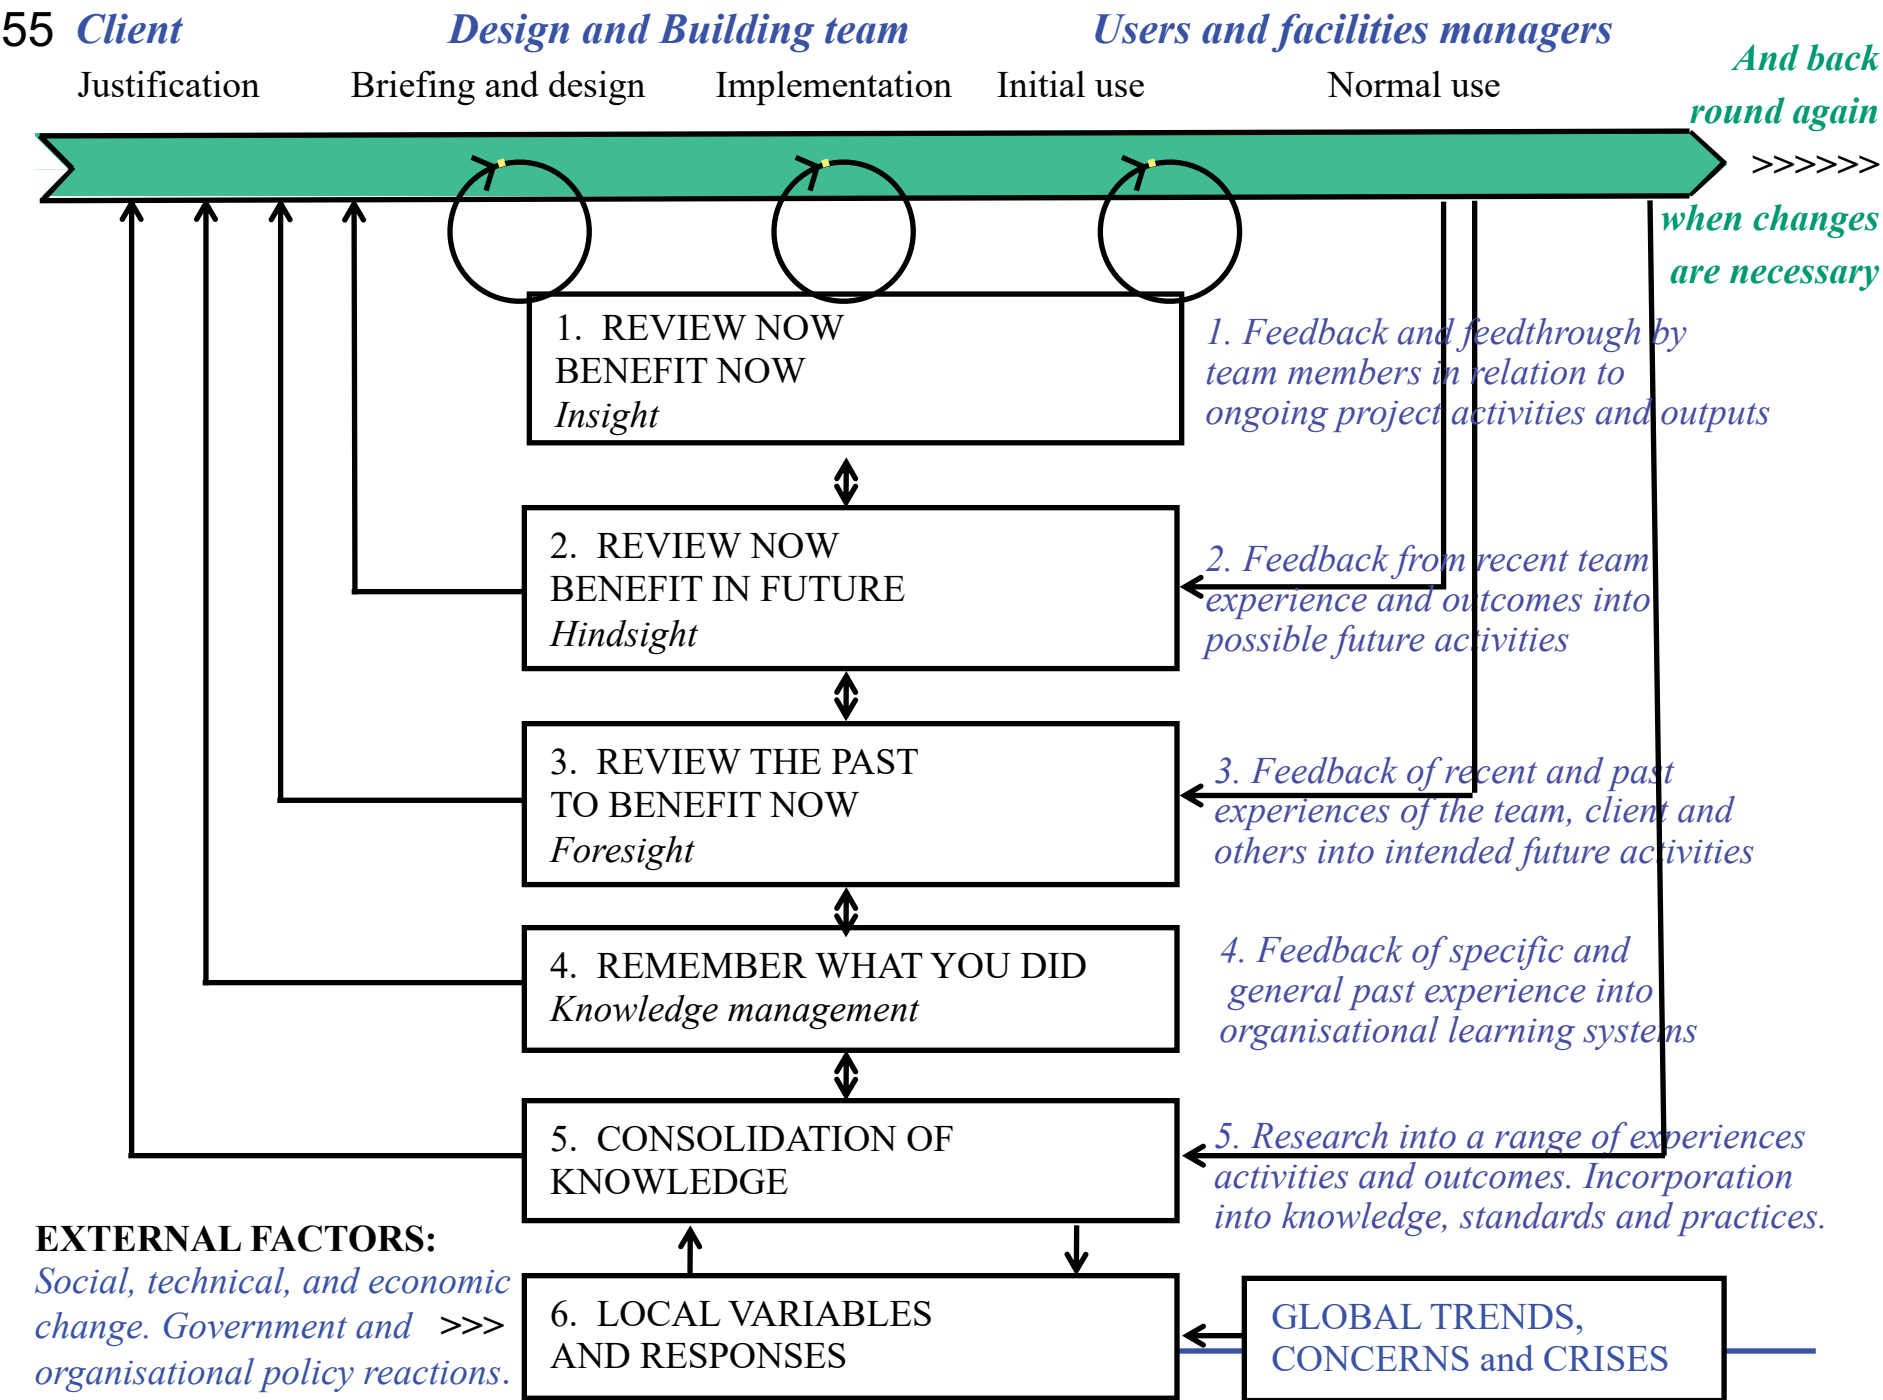 55 Client Design and Building team Users and facilities managers
Justification Briefing and design Implementation Initial use Normal use
And back
round again
>>>>>>
when changes
are necessary
1. REVIEW NOW
BENEFIT NOW
Insight
1. Feedback and feedthrough by
team members in relation to
ongoing project activities and outputs
2. REVIEW NOW
BENEFIT IN FUTURE
Hindsight
2. Feedback from recent team
experience and outcomes into
possible future activities
3. REVIEW THE PAST
TO BENEFIT NOW
Foresight
3. Feedback of recent and past
experiences of the team, client and
others into intended future activities
4. REMEMBER WHAT YOU DID
Knowledge management
4. Feedback of specific and
general past experience into
organisational learning systems
5. CONSOLIDATION OF
KNOWLEDGE
5. Research into a range of experiences
activities and outcomes. Incorporation
into knowledge, standards and practices.
EXTERNAL FACTORS:
Social, technical, and economic
change. Government and >>>
organisational policy reactions.
6. LOCAL VARIABLES
AND RESPONSES
GLOBAL TRENDS,
CONCERNS and CRISES